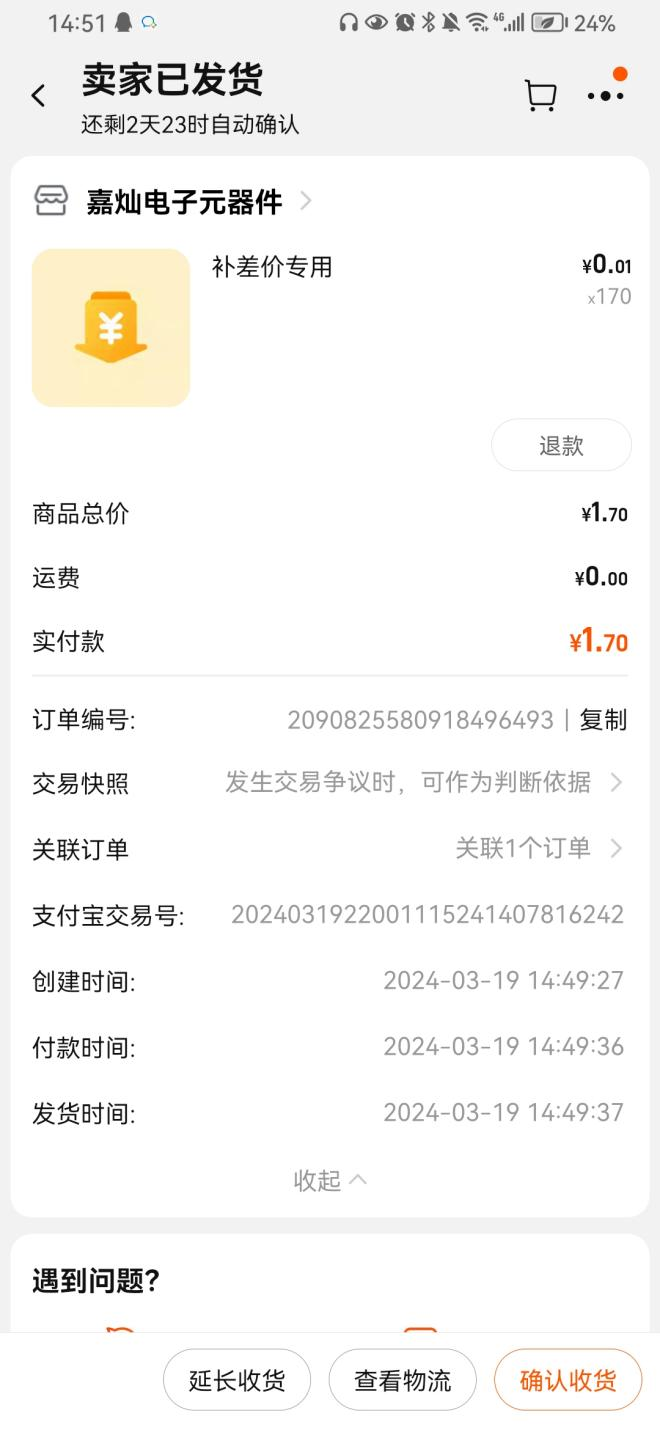 14:51
4G
24%
卖家已发货
还剩2天23时自动确认
嘉灿电子元器件
补差价专用
¥0.01
x170
¥
退款
商品总价
¥1.70
运费
¥0.00
实付款
¥1.70
订单编号:
2090825580918496493 | 复制
交易快照
发生交易争议时，可作为判断依据
关联订单
关联1个订单
支付宝交易号:
2024031922001115241407816242
创建时间:
2024-03-19 14:49:27
付款时间:
2024-03-19 14:49:36
发货时间:
2024-03-19 14:49:37
收起
遇到问题?
延长收货
查看物流
确认收货